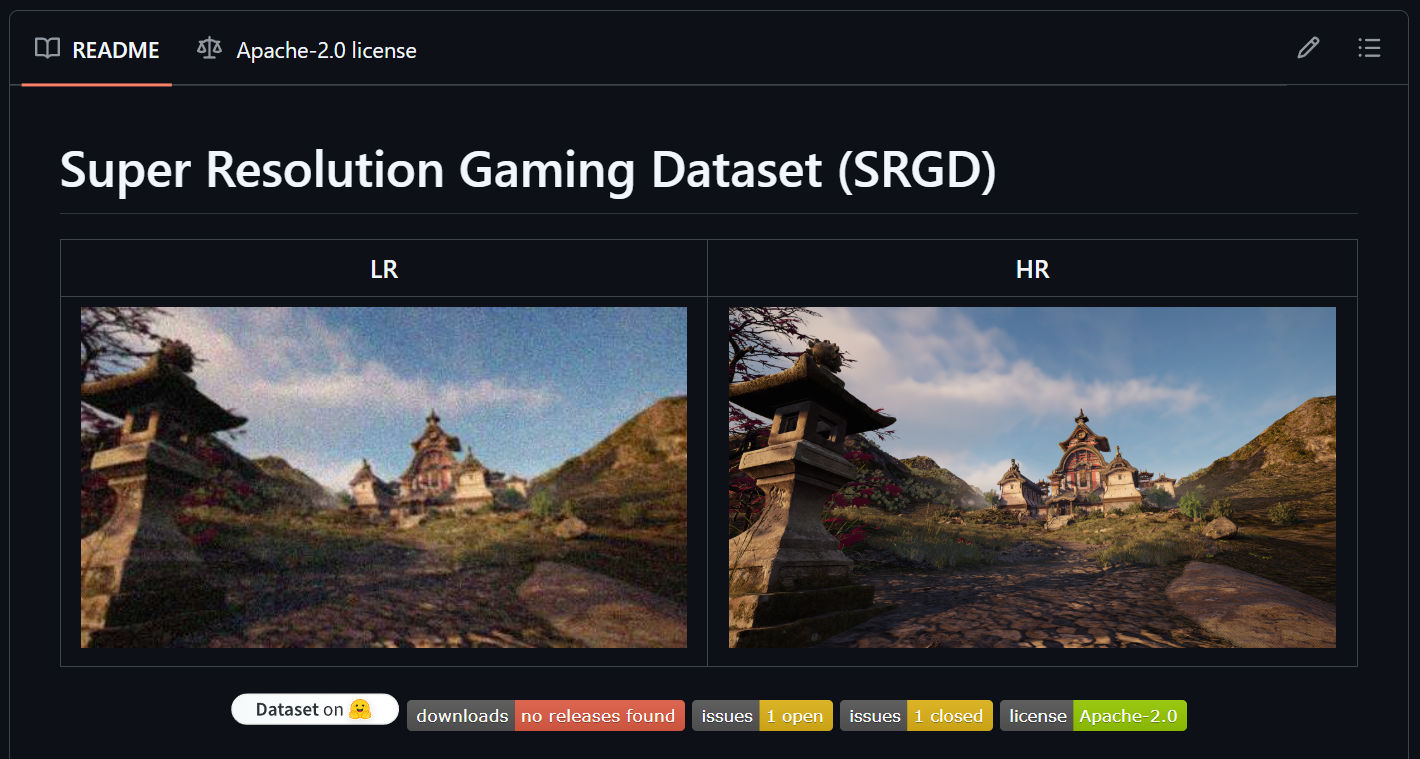 README Apache-2.0 license
Super Resolution Gaming Dataset (SRGD)
LR HR
Dataset on 🤗 downloads no releases found issues 1 open issues 1 closed license Apache-2.0